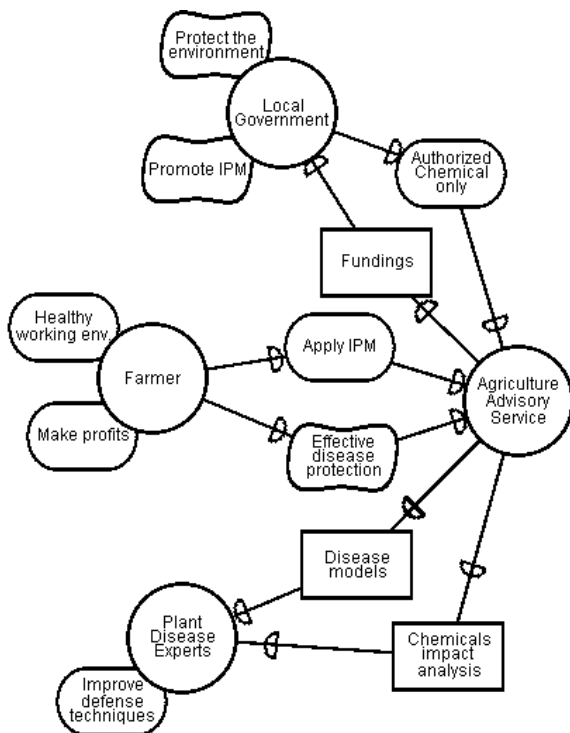 Protect the
environment
Local
Government
Promote IPM
Authorized
Chemical
only
Fundings
Healthy
working env.
Farmer
Apply IPM
Agriculture
Advisory
Service
Make profits
Effective
disease
protection
Disease
models
Plant
Disease
Experts
Chemicals
impact
analysis
Improve
defense
techniques